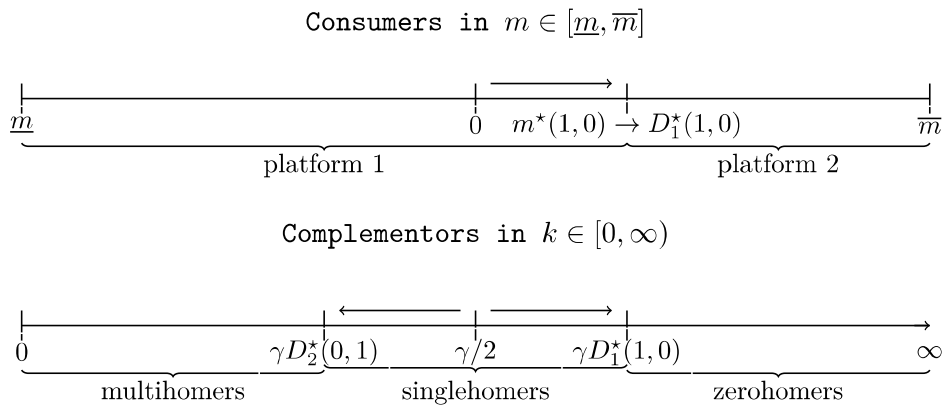 Consumers in m ∈ [m̲, m̅]
m̲ 0 m⋆(1,0) → D₁⋆(1,0) m̅
platform 1 platform 2
Complementors in k ∈ [0, ∞)
0 γD₂⋆(0,1) γ/2 γD₁⋆(1,0) ∞
multihomers singlehomers zerohomers